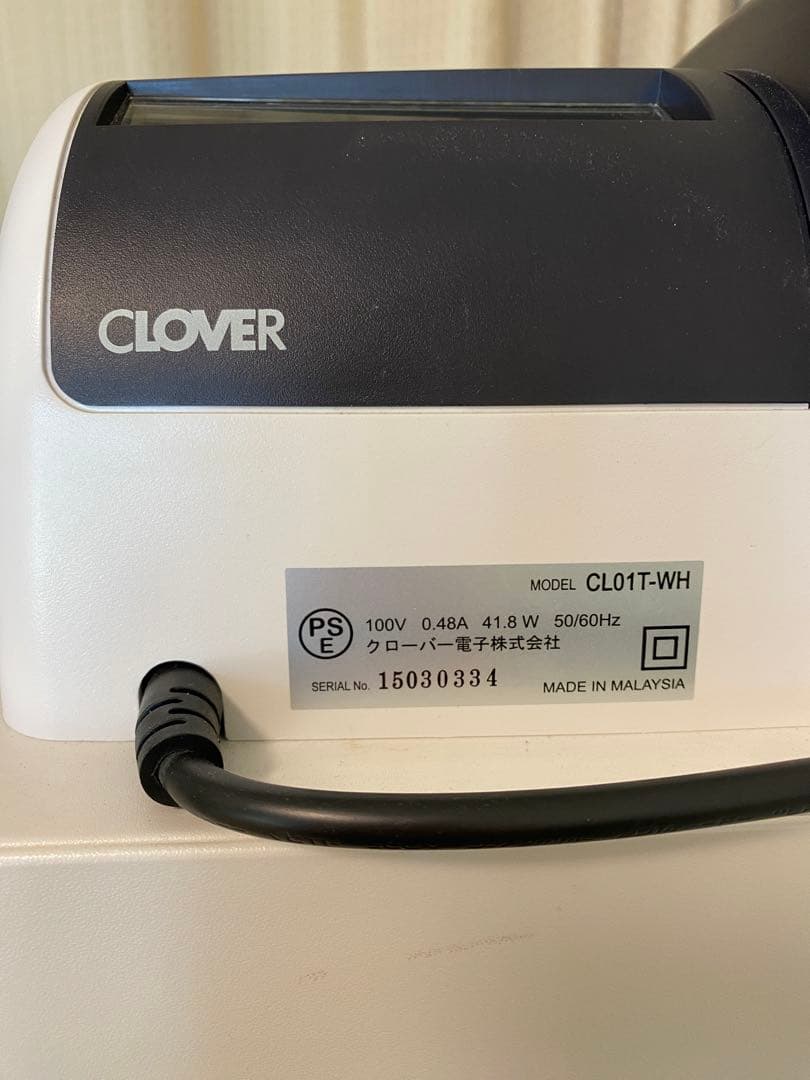 CLOVER
MODEL CL01T-WH
PS E
100V 0.48A 41.8 W 50/60Hz
クローバー電子株式会社
SERIAL No. 15030334
MADE IN MALAYSIA